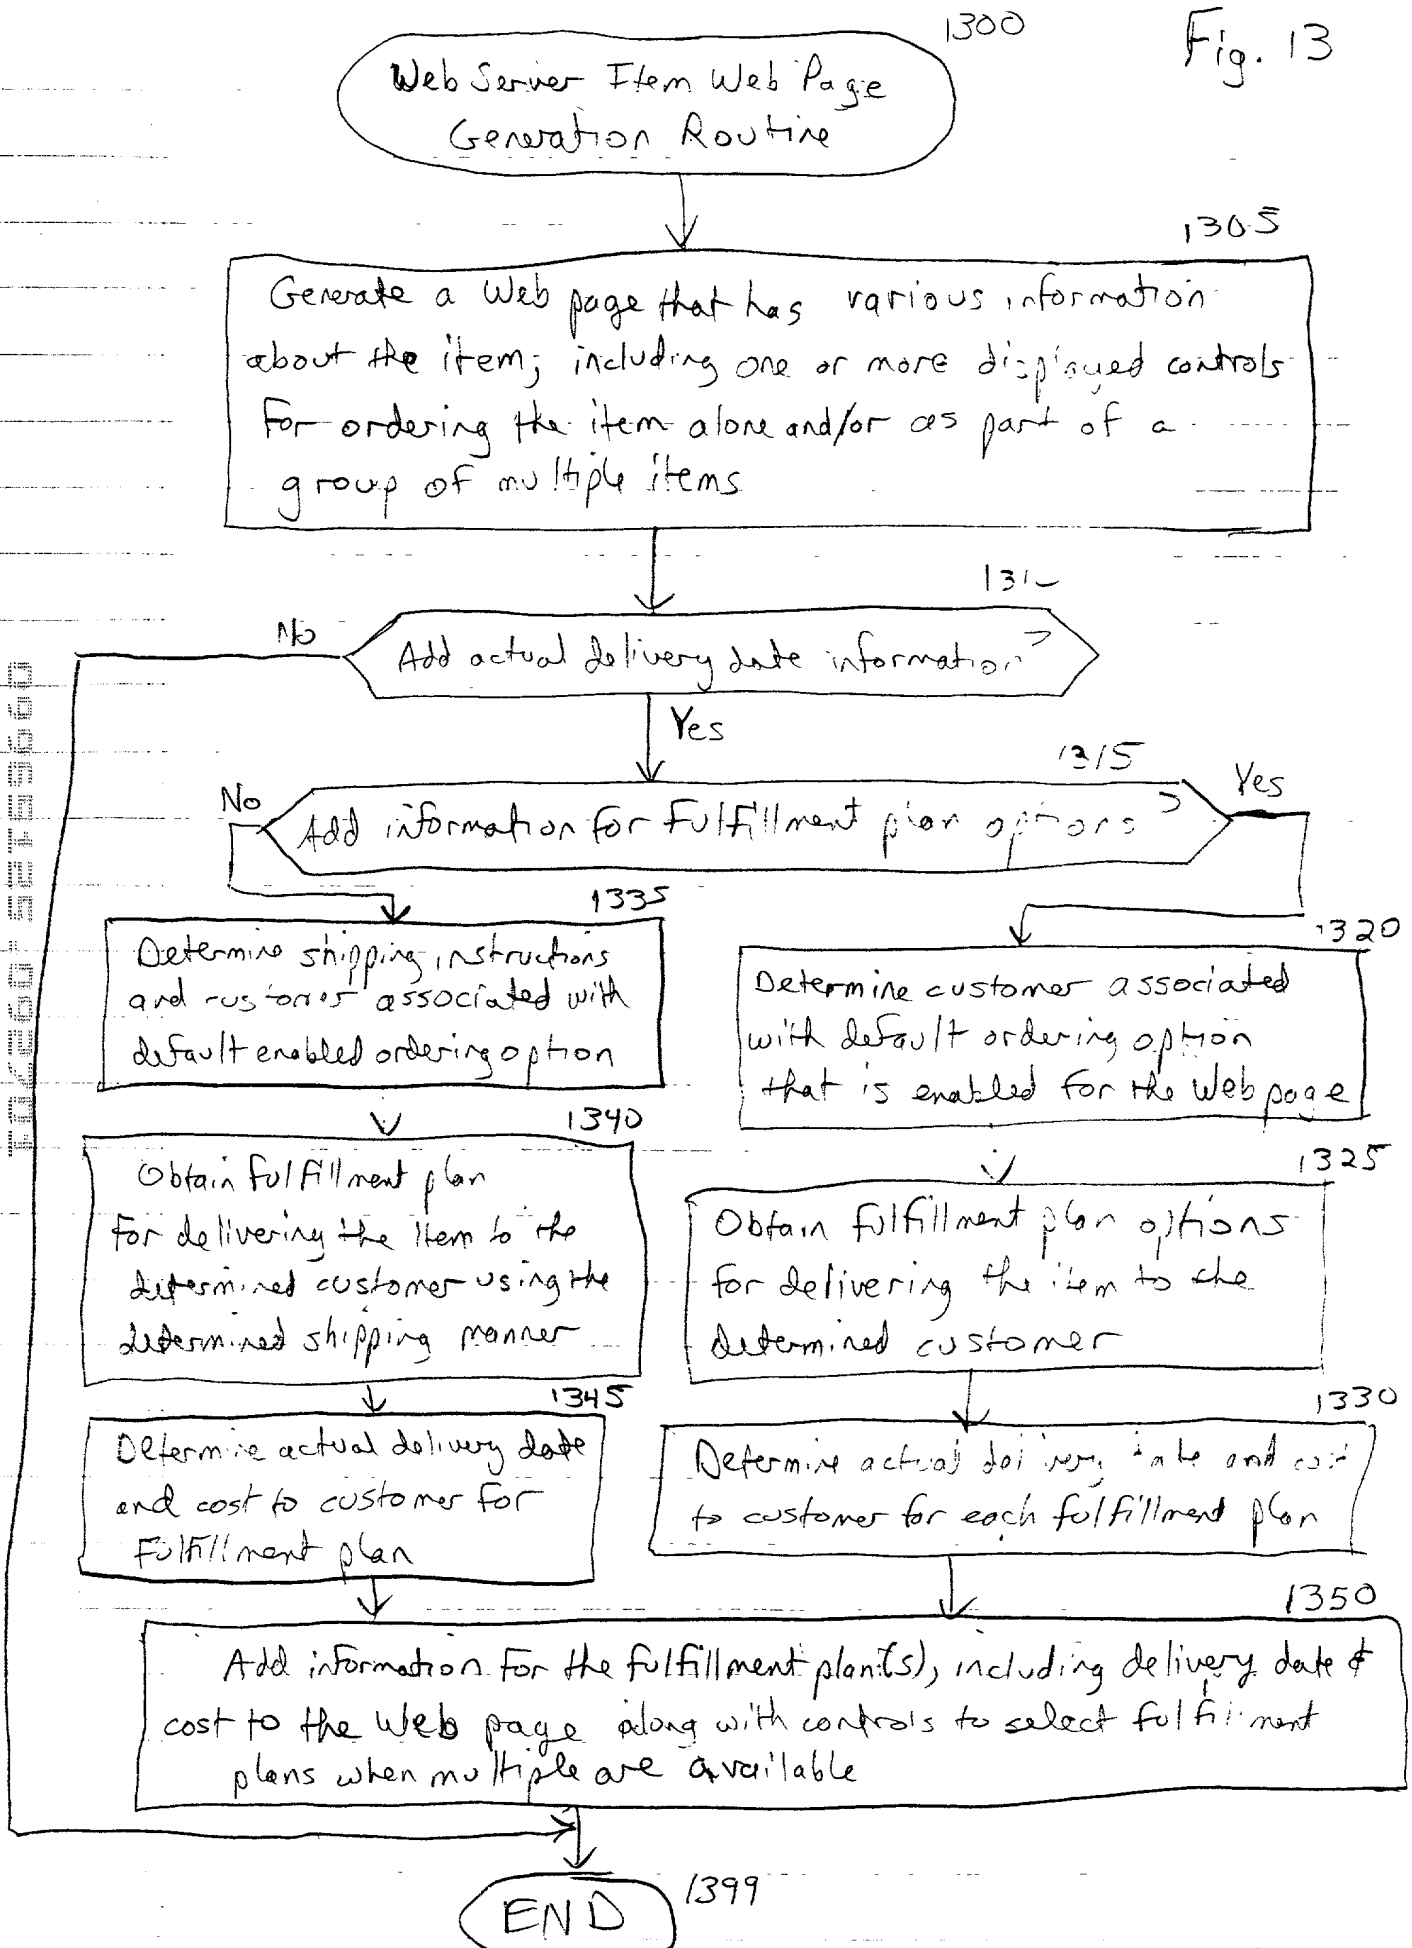 1300
Fig. 13
Web Server Item Web Page
Generation Routine
1305
Generate a Web page that has various information
about the item, including one or more displayed controls
for ordering the item alone and/or as part of a
group of multiple items
131
No
Add actual delivery date information?
Yes
1315
No
Yes
Add information for fulfillment plan options?
1335
Determine shipping instructions
and customer associated with
default enabled ordering option
1320
Determine customer associated
with default ordering option
that is enabled for the Web page
1340
Obtain fulfillment plan
for delivering the item to the
determined customer using the
determined shipping manner
1325
Obtain fulfillment plan options
for delivering the item to the
determined customer
1345
Determine actual delivery date
and cost to customer for
fulfillment plan
1330
Determine actual delivery date and cost
to customer for each fulfillment plan
1350
Add information for the fulfillment plan(s), including delivery date &
cost to the Web page along with controls to select fulfillment
plans when multiple are available
END
1399